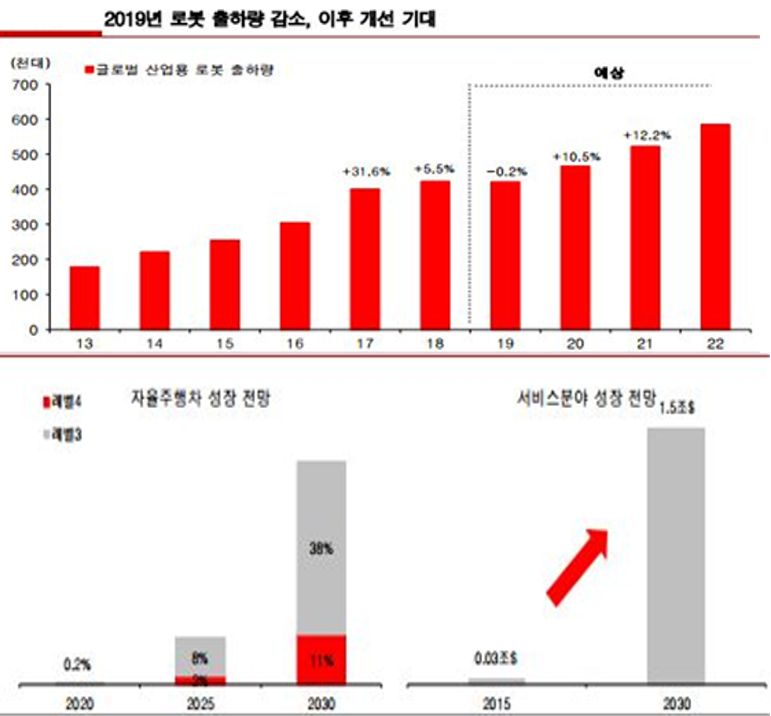 2019년 로봇 출하량 감소, 이후 개선 기대
(천대)
■글로벌 산업용 로봇 출하량
예상
700
600
500
400
300
200
100
0
+31.6%
+5.5%
-0.2%
+10.5%
+12.2%
13 14 15 16 17 18 19 20 21 22
자율주행차 성장 전망
■레벨4
■레벨3
0.2%
8%
3%
38%
11%
2020 2025 2030
서비스분야 성장 전망
1.5조$
0.03조$
2015 2030